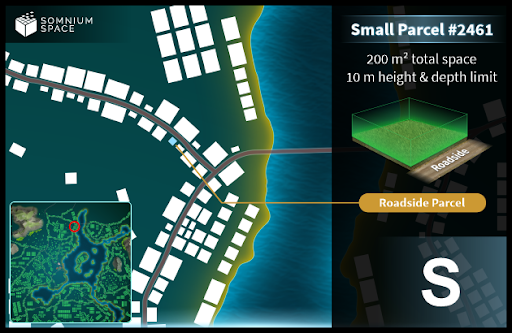 SOMNIUM
SPACE
Small Parcel #2461
200 m² total space
10 m height & depth limit
Roadside
Roadside Parcel
S